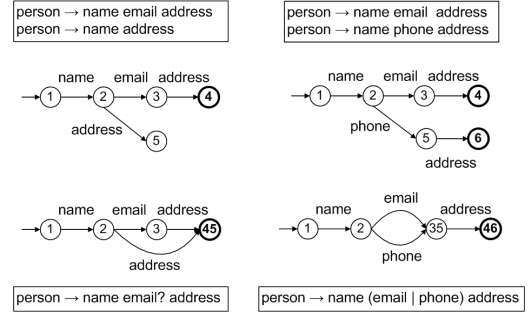 person → name email address
person → name address
person → name email address
person → name phone address
name email address
1 2 3 4
address
5
name email address
1 2 3 4
phone
5 6
address
name email address
1 2 3 45
address
email
name address
1 2 35 46
phone
person → name email? address
person → name (email | phone) address